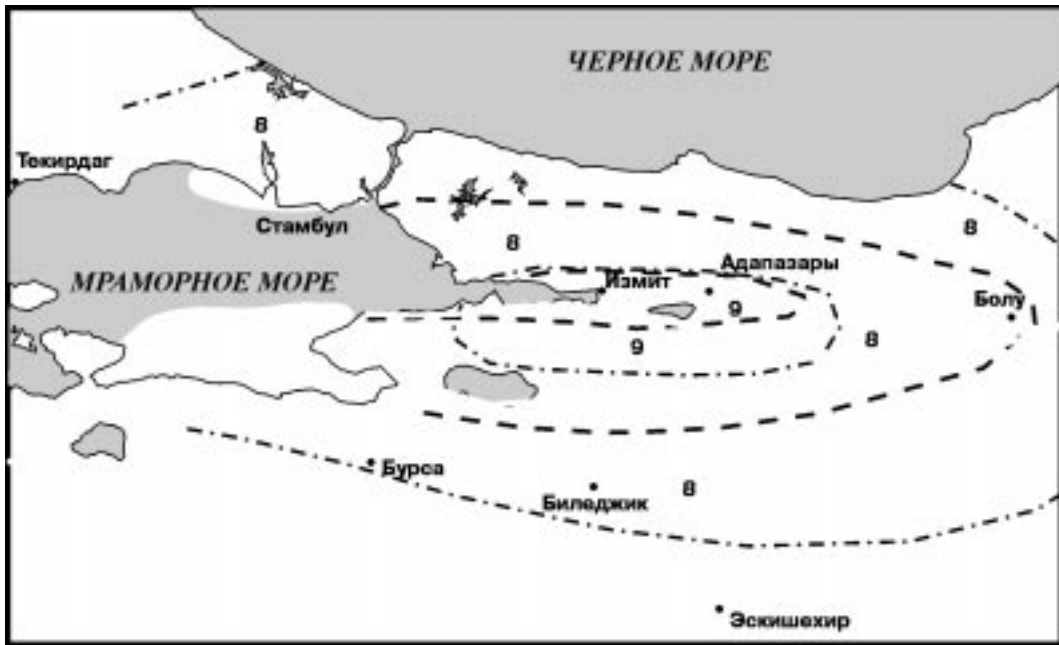 ЧЕРНОЕ МОРЕ
8
Текирдаг
Стамбул
8
8
Адапазары
МРАМОРНОЕ МОРЕ
Измит
Болу
9
8
9
Бурса
8
Биледжик
Эскишехир